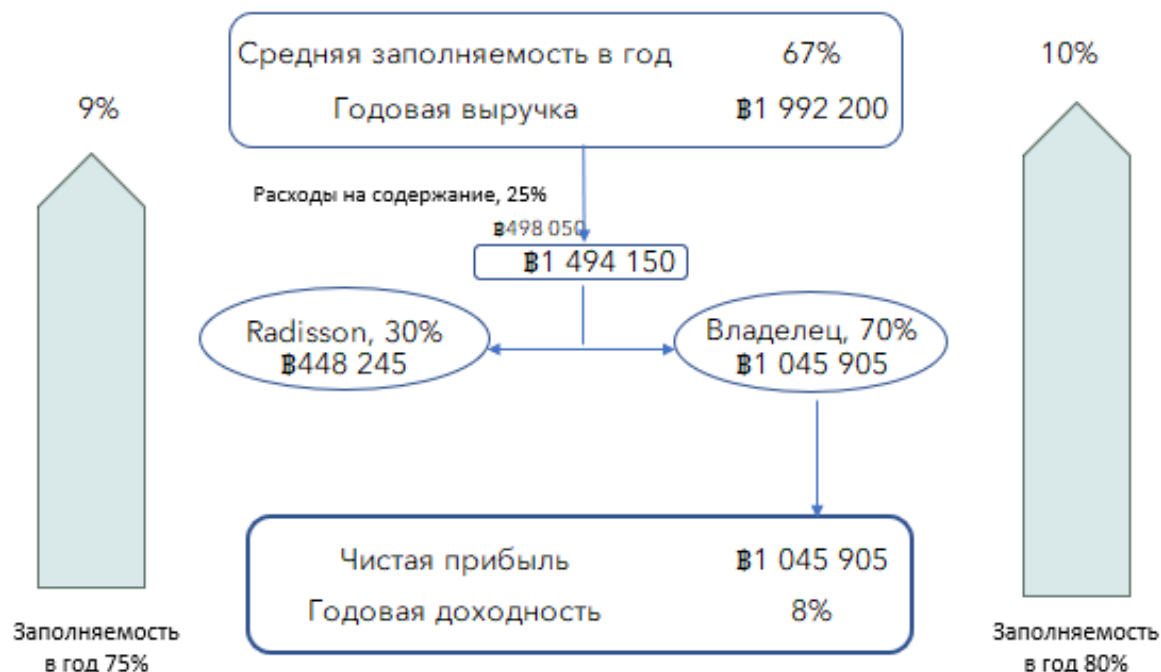 Средняя заполняемость в год 67%
Годовая выручка ฿1 992 200
9%
10%
Расходы на содержание, 25%
฿498 050
฿1 494 150
Radisson, 30%
฿448 245
Владелец, 70%
฿1 045 905
Чистая прибыль ฿1 045 905
Годовая доходность 8%
Заполняемость
в год 75%
Заполняемость
в год 80%